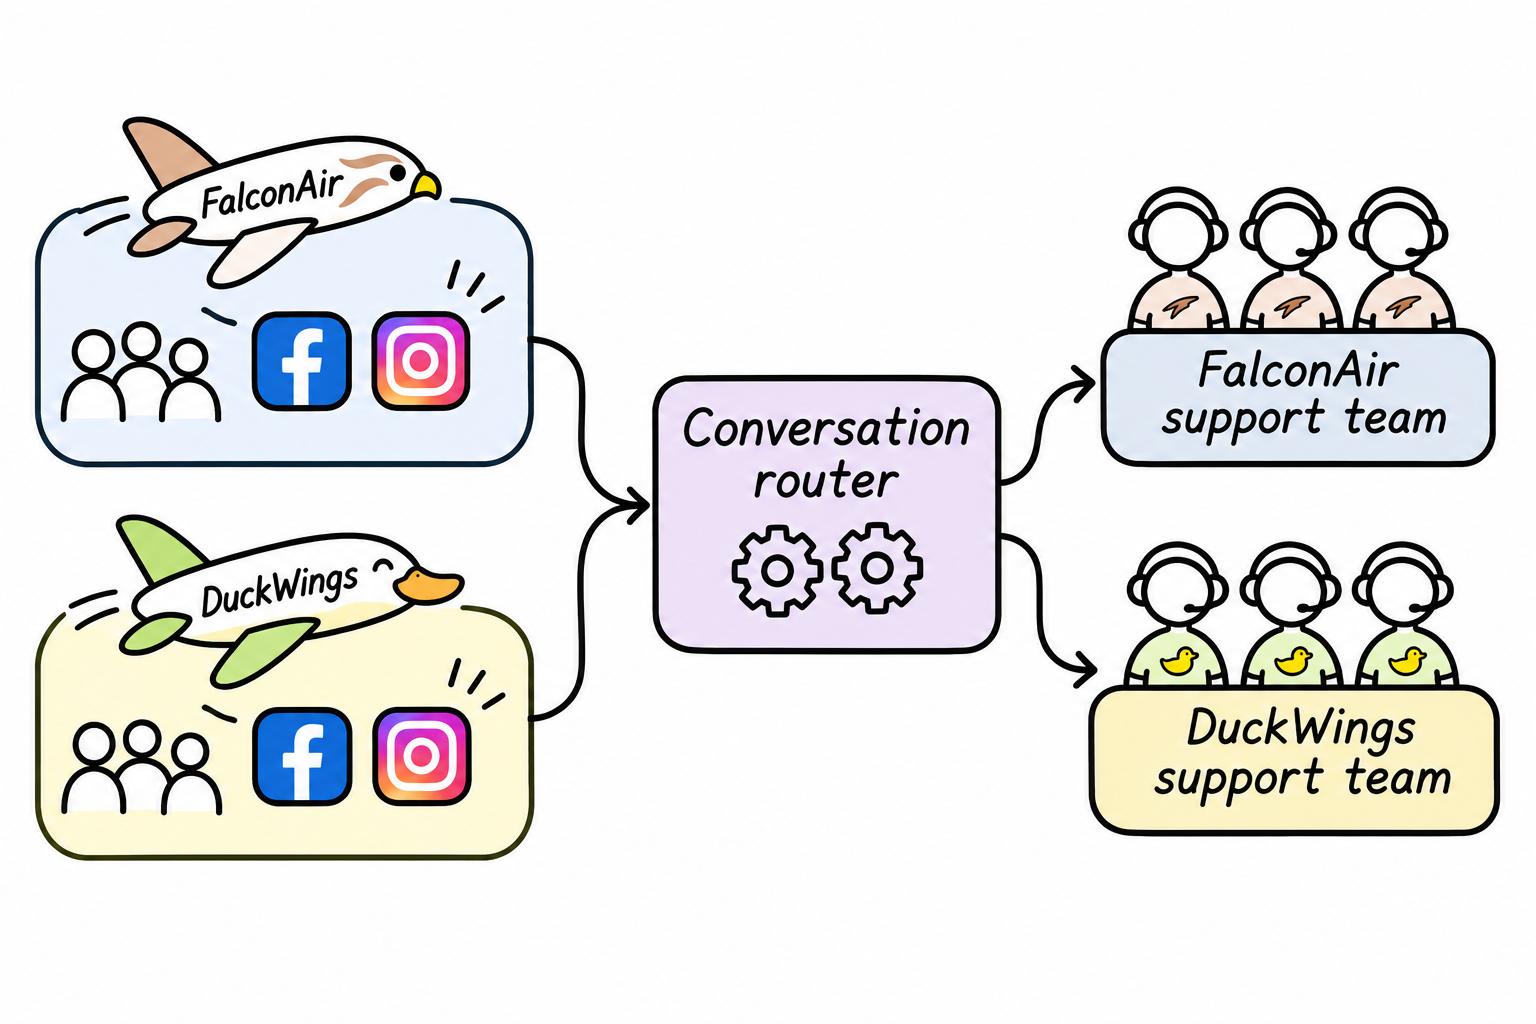 FalconAir
DuckWings
Conversation
router
FalconAir
support team
DuckWings
support team